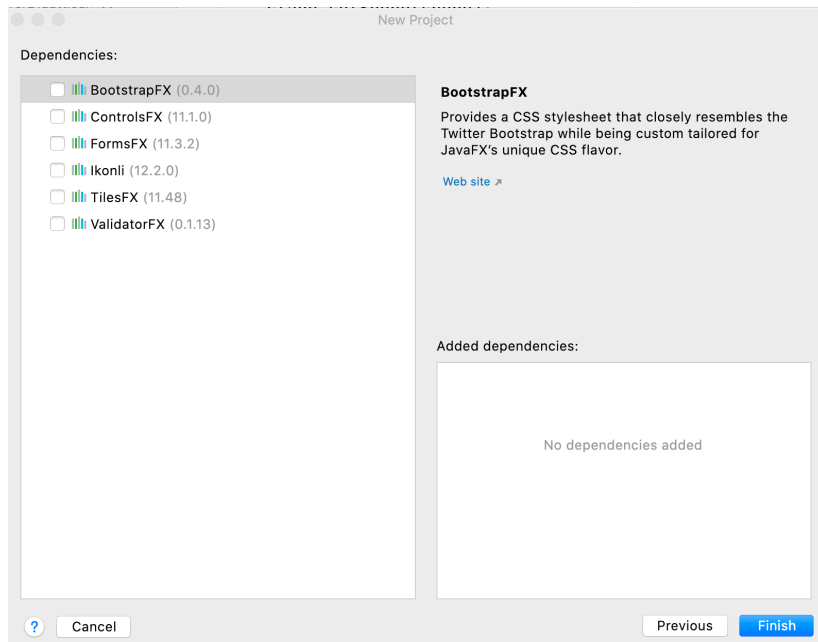 New Project
Dependencies:
BootstrapFX (0.4.0)
ControlsFX (11.1.0)
FormsFX (11.3.2)
Ikonli (12.2.0)
TilesFX (11.48)
ValidatorFX (0.1.13)
BootstrapFX
Provides a CSS stylesheet that closely resembles the
Twitter Bootstrap while being custom tailored for
JavaFX's unique CSS flavor.
Web site ↗
Added dependencies:
No dependencies added
?
Cancel
Previous
Finish